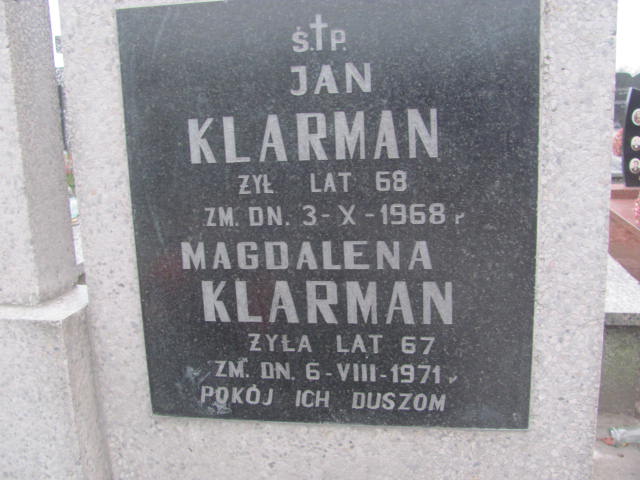 Ś.†P.
JAN
KLARMAN
ŻYŁ LAT 68
ZM. DN. 3-X-1968 r
MAGDALENA
KLARMAN
ŻYŁA LAT 67
ZM. DN. 6-VIII-1971 r
POKÓJ ICH DUSZOM